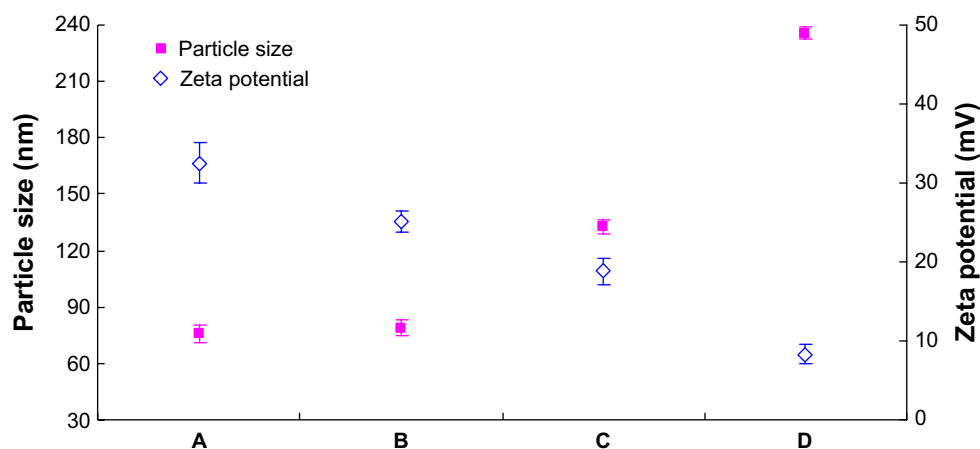 240
210
180
150
120
90
60
30
Particle size (nm)
Particle size
Zeta potential
50
40
30
20
10
0
Zeta potential (mV)
A B C D